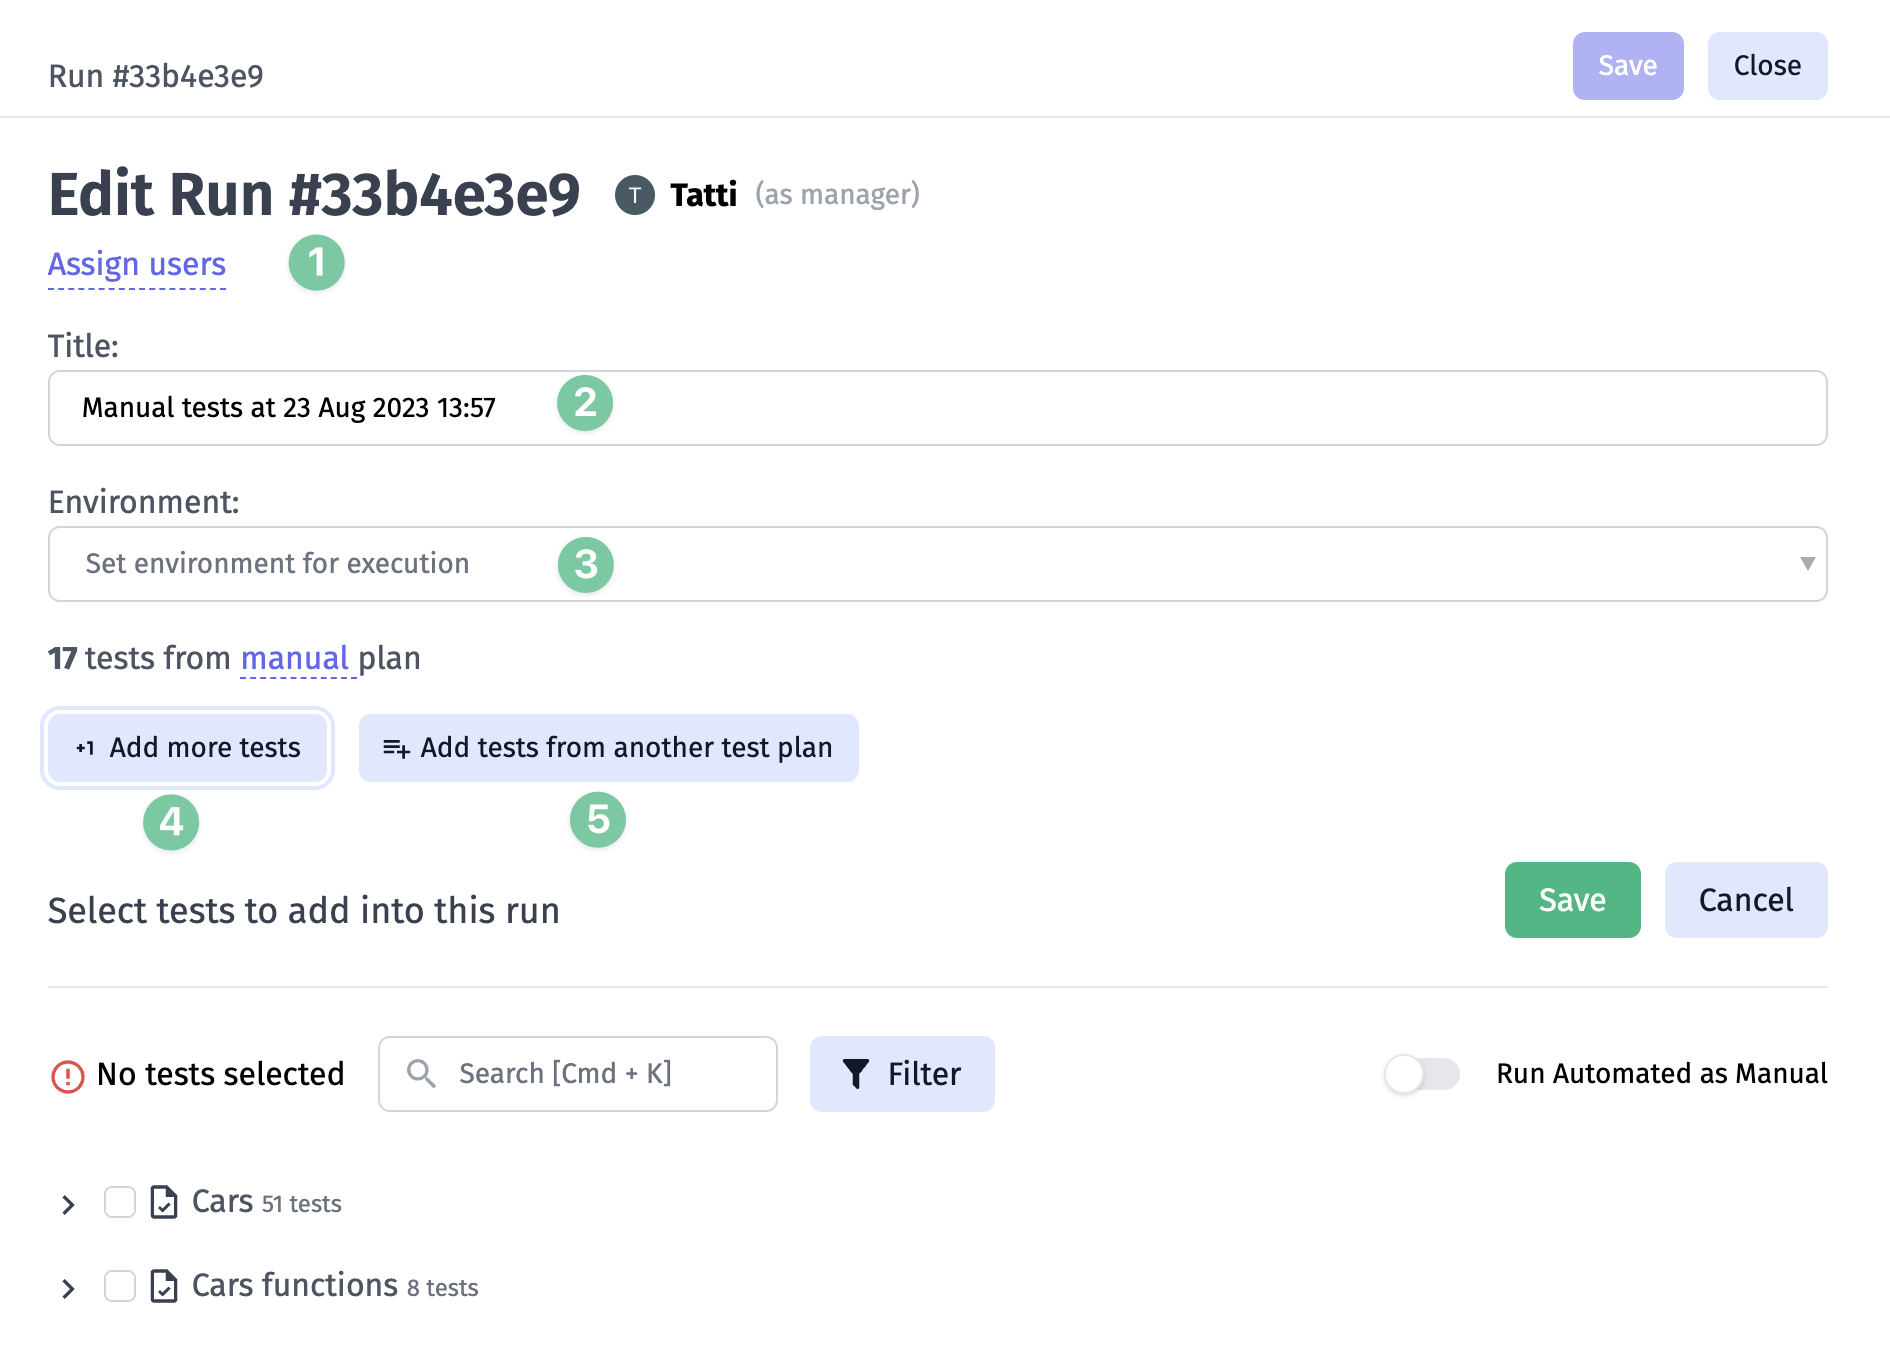 Run #33b4e3e9
Save
Close
Edit Run #33b4e3e9
T
Tatti (as manager)
Assign users
1
Title:
Manual tests at 23 Aug 2023 13:57
2
Environment:
Set environment for execution
3
17 tests from manual plan
+1 Add more tests
Add tests from another test plan
4
5
Select tests to add into this run
Save
Cancel
No tests selected
Search [Cmd + K]
Filter
Run Automated as Manual
Cars 51 tests
Cars functions 8 tests